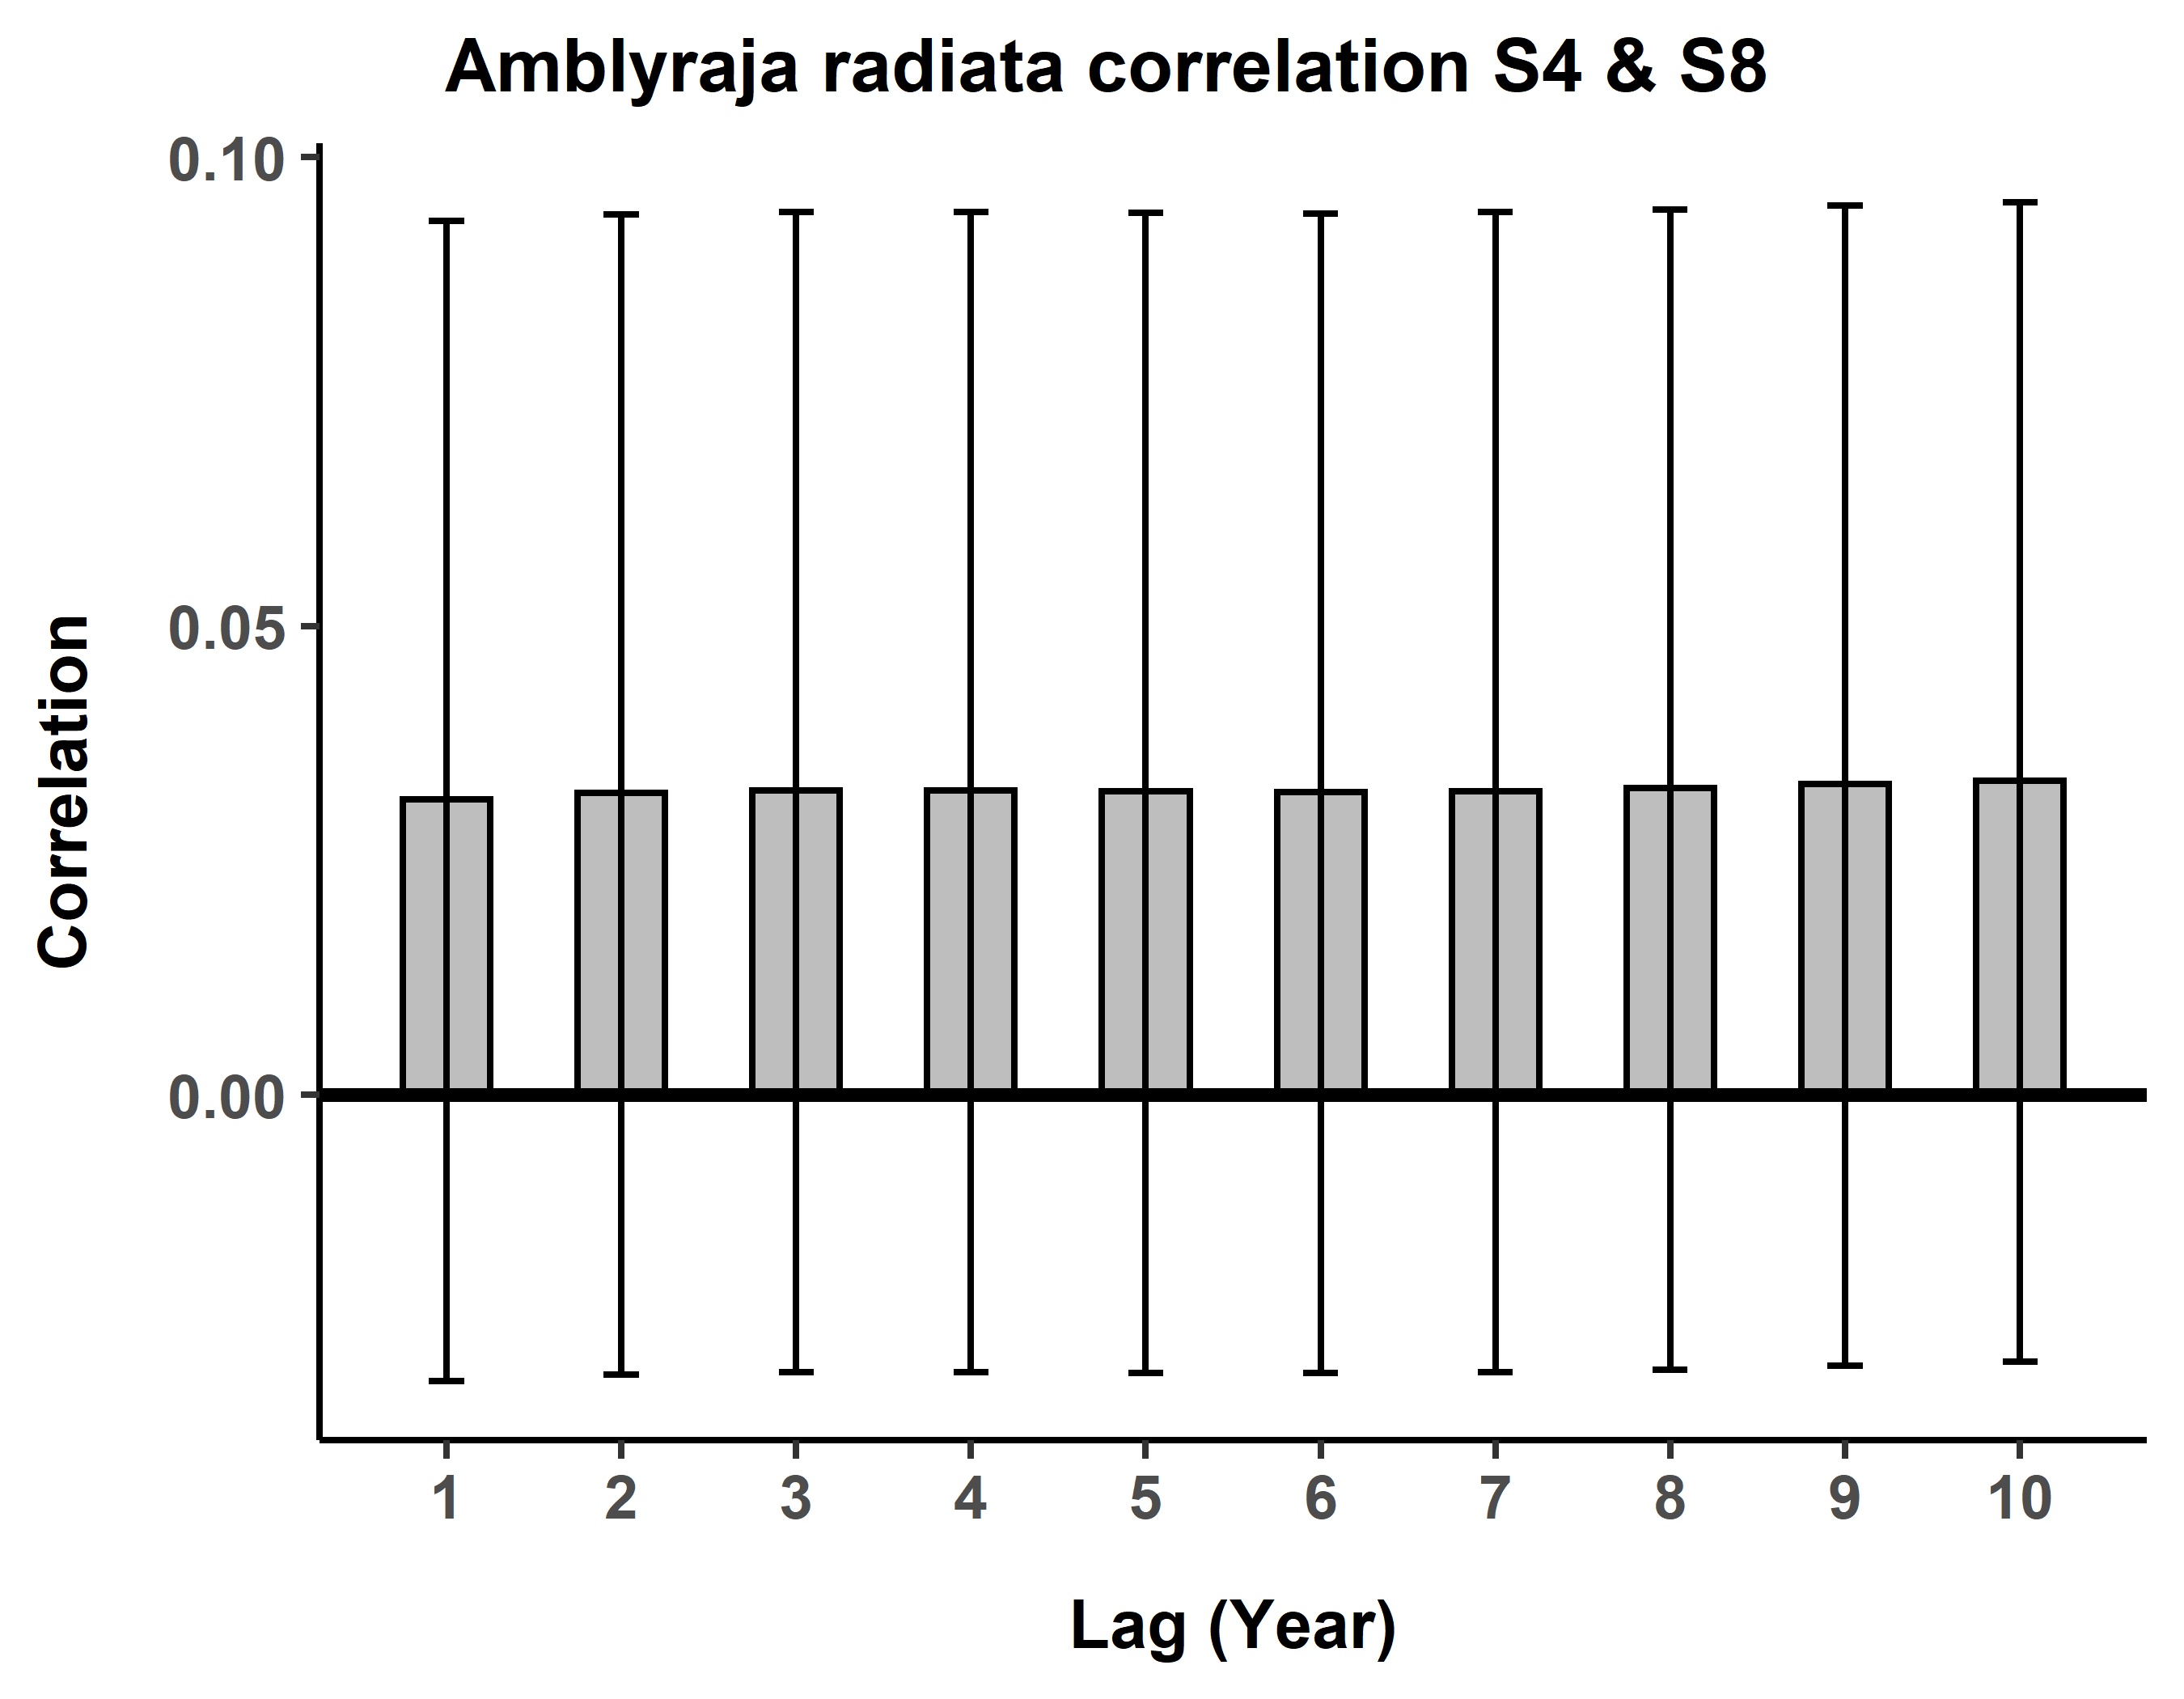 Amblyraja radiata correlation S4 & S8
0.10
0.05
0.00
Correlation
1 2 3 4 5 6 7 8 9 10
Lag (Year)